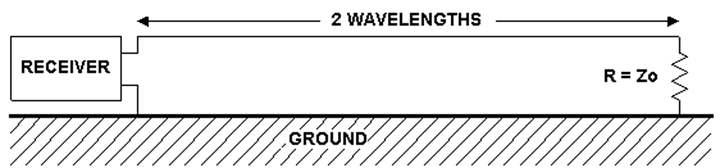 2 WAVELENGTHS
RECEIVER
R = Zo
GROUND